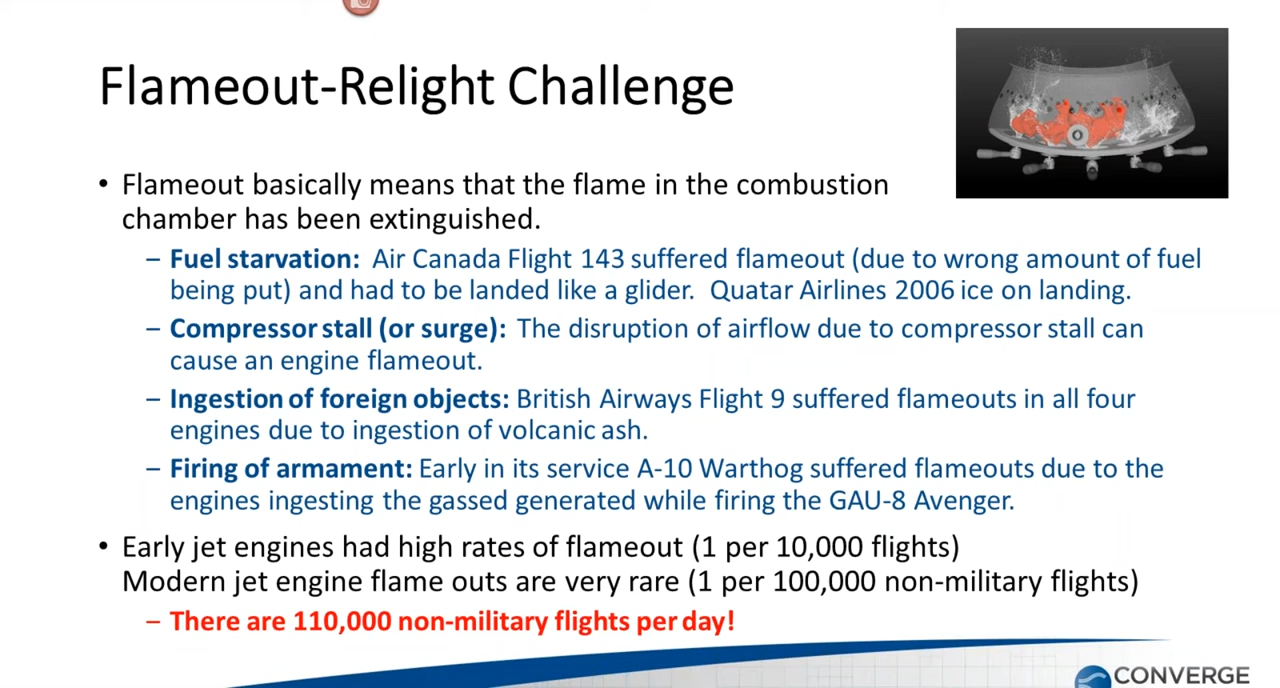 Flameout-Relight Challenge
• Flameout basically means that the flame in the combustion
chamber has been extinguished.
– Fuel starvation: Air Canada Flight 143 suffered flameout (due to wrong amount of fuel
being put) and had to be landed like a glider. Quatar Airlines 2006 ice on landing.
– Compressor stall (or surge): The disruption of airflow due to compressor stall can
cause an engine flameout.
– Ingestion of foreign objects: British Airways Flight 9 suffered flameouts in all four
engines due to ingestion of volcanic ash.
– Firing of armament: Early in its service A-10 Warthog suffered flameouts due to the
engines ingesting the gassed generated while firing the GAU-8 Avenger.
• Early jet engines had high rates of flameout (1 per 10,000 flights)
Modern jet engine flame outs are very rare (1 per 100,000 non-military flights)
– There are 110,000 non-military flights per day!
CONVERGE